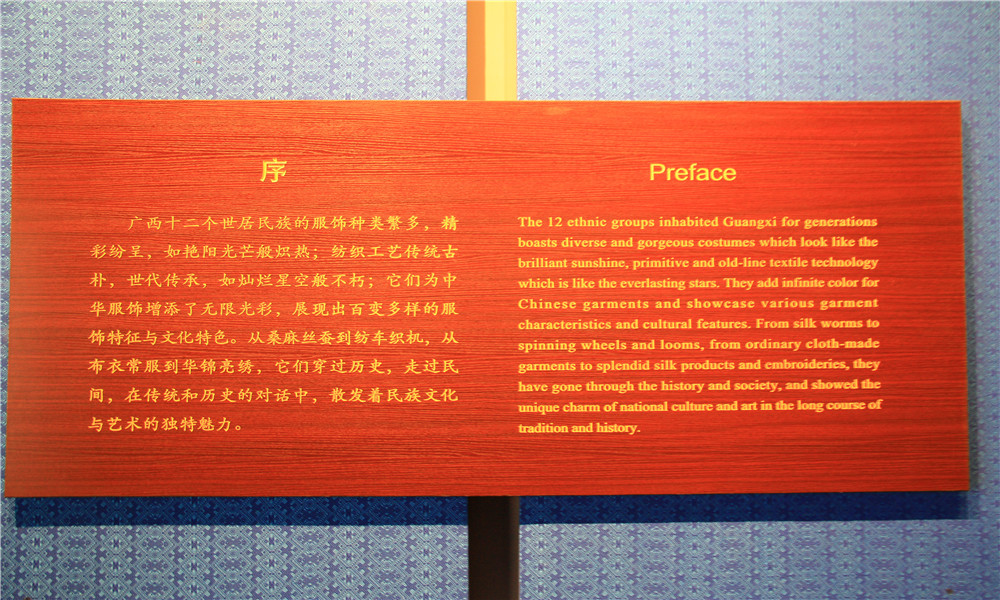 序
广西十二个世居民族的服饰种类繁多，精
彩纷呈，如艳阳光芒般炽热；纺织工艺传统古
朴，世代传承，如灿烂星空般不朽；它们为中
华服饰增添了无限光彩，展现出百变多样的服
饰特征与文化特色。从桑麻丝蚕到纺车织机，从
布衣常服到华锦亮绣，它们穿过历史，走过民
间，在传统和历史的对话中，散发着民族文化
与艺术的独特魅力。
Preface
The 12 ethnic groups inhabited Guangxi for generations
boasts diverse and gorgeous costumes which look like the
brilliant sunshine, primitive and old-line textile technology
which is like the everlasting stars. They add infinite color for
Chinese garments and showcase various garment
characteristics and cultural features. From silk worms to
spinning wheels and looms, from ordinary cloth-made
garments to splendid silk products and embroideries, they
have gone through the history and society, and showed the
unique charm of national culture and art in the long course of
tradition and history.